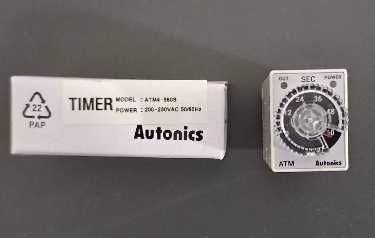 22
PAP
TIMER
MODEL : ATM4-560S
POWER : 200-230VAC 50/60Hz
Autonics
OUT SEC POWER
24 36
12 48
60
ATM Autonics